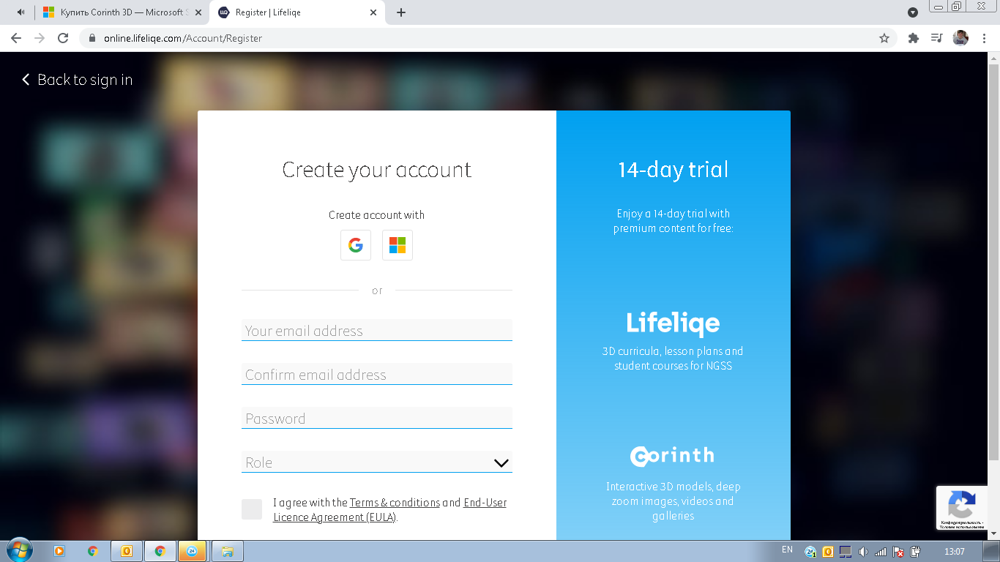 Купить Corinth 3D — Microsoft S
Register | Lifeliqe
online.lifeliqe.com/Account/Register
Back to sign in
Create your account
Create account with
or
Your email address
Confirm email address
Password
Role
I agree with the Terms & conditions and End-User
Licence Agreement (EULA).
14-day trial
Enjoy a 14-day trial with
premium content for free:
Lifeliqe
3D curricula, lesson plans and
student courses for NGSS
corinth
Interactive 3D models, deep
zoom images, videos and
galleries
Конфиденциальность -
Условия использования
EN
13:07